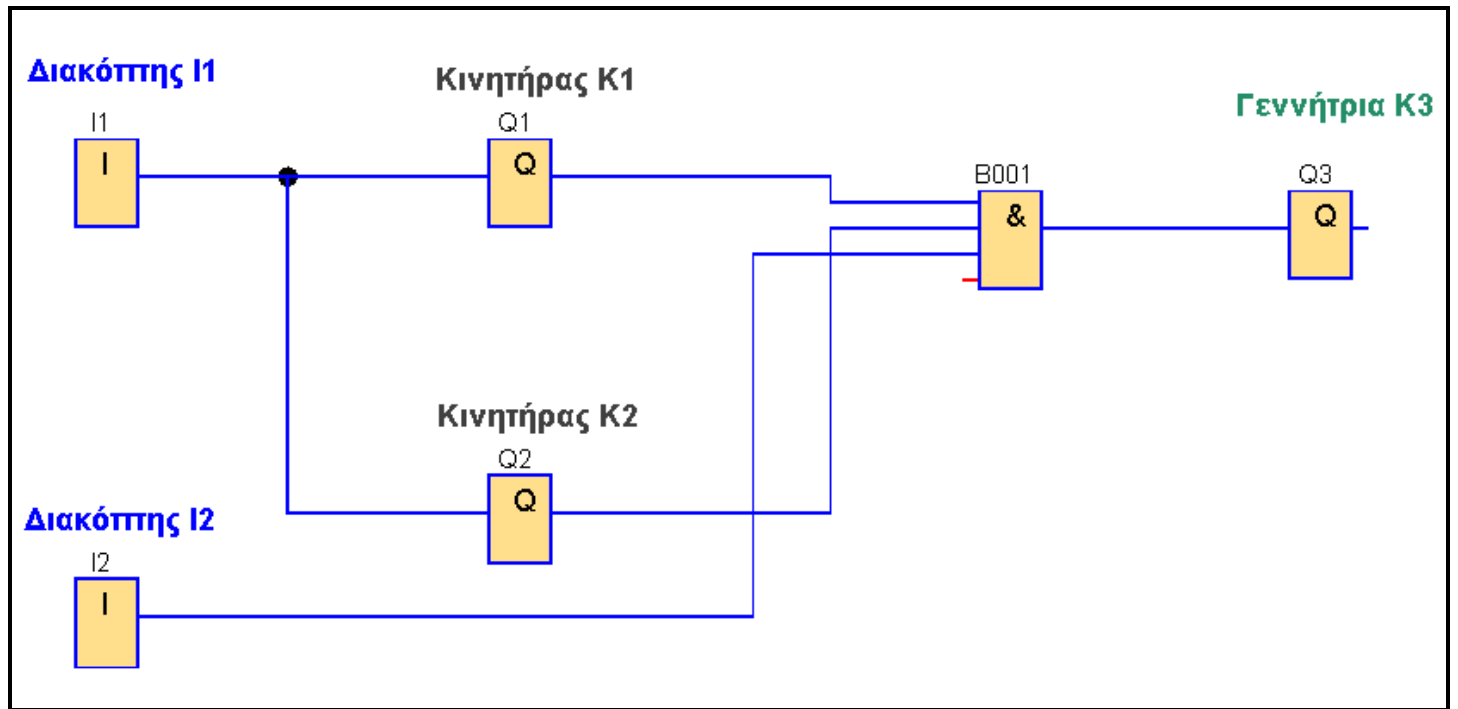 Διακόπτης I1
I1
I
Κινητήρας Κ1
Q1
Q
Γεννήτρια Κ3
B001
&
Q3
Q
Κινητήρας Κ2
Q2
Q
Διακόπτης I2
I2
I